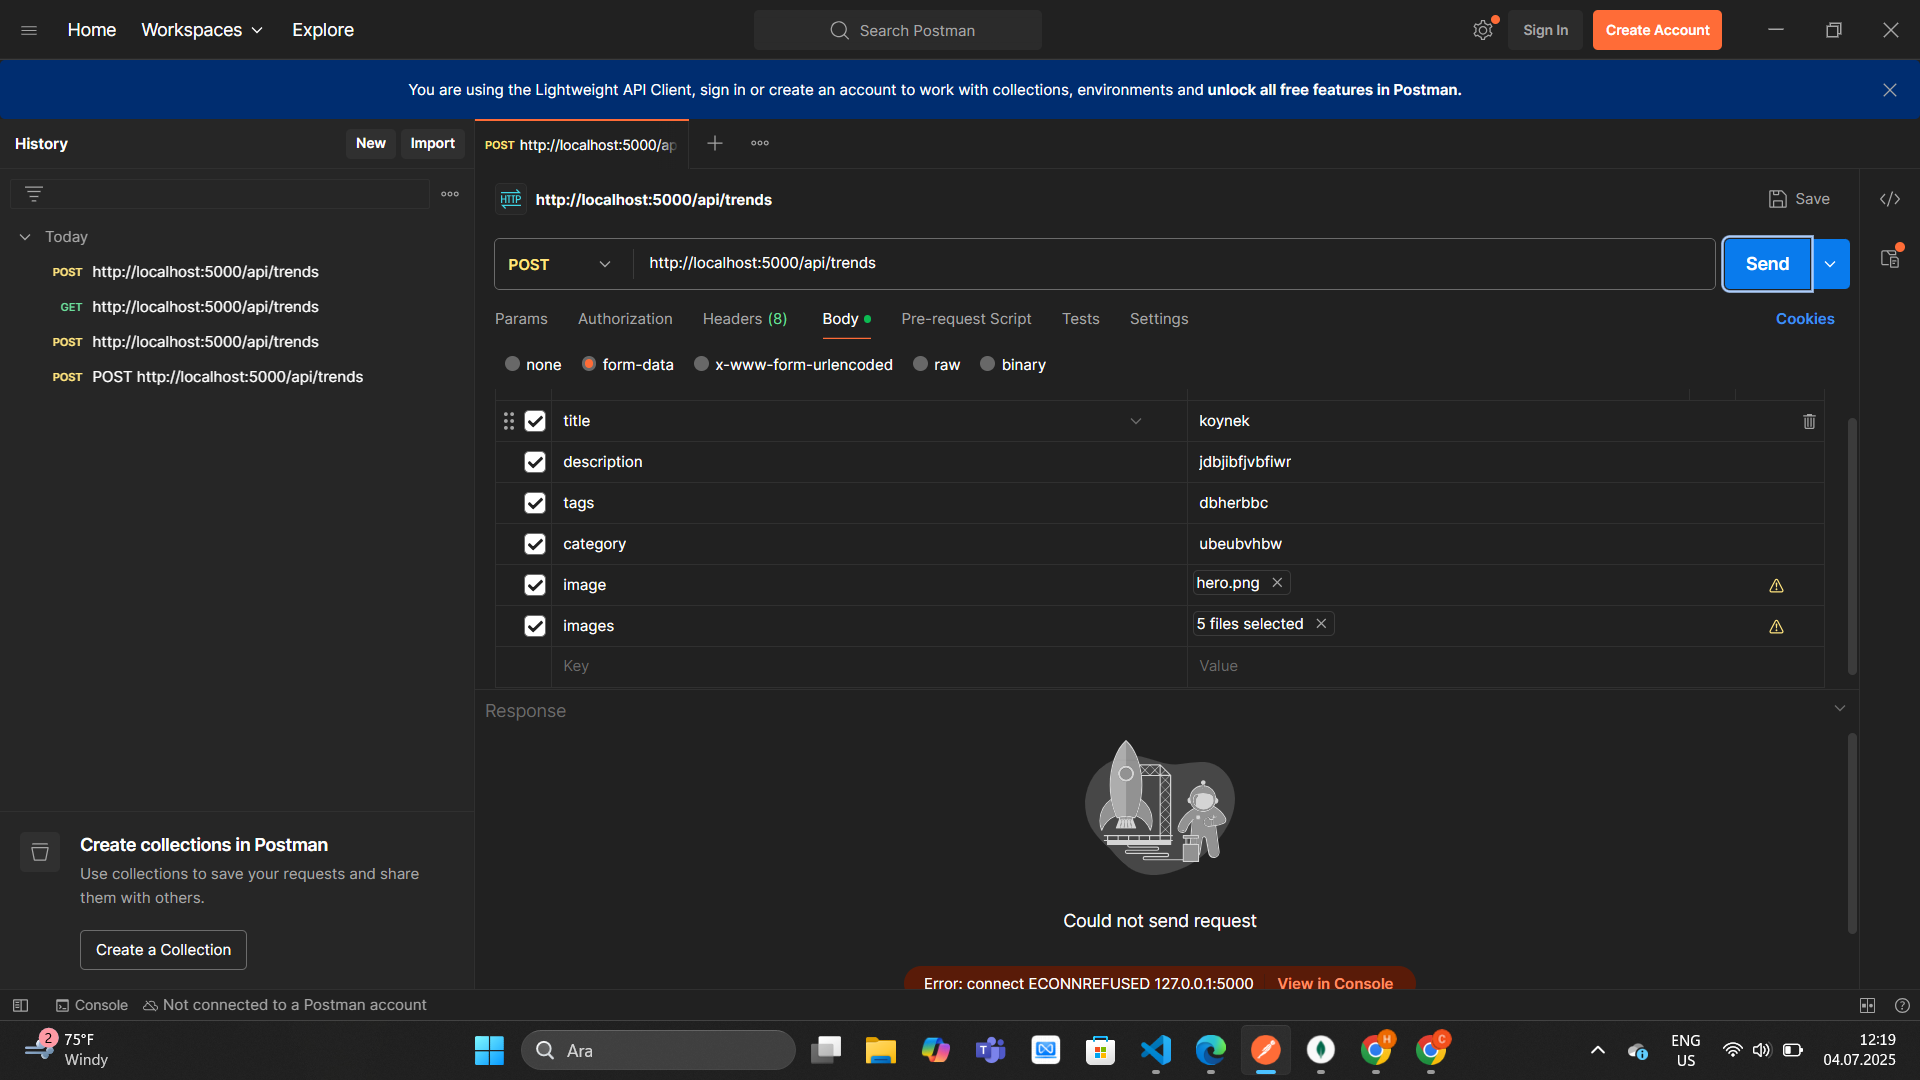 Home
Workspaces
Explore
Search Postman
Sign In
Create Account
You are using the Lightweight API Client, sign in or create an account to work with collections, environments and unlock all free features in Postman.
History
New
Import
POST http://localhost:5000/ap
HTTP
http://localhost:5000/api/trends
Save
Today
POST http://localhost:5000/api/trends
GET http://localhost:5000/api/trends
POST http://localhost:5000/api/trends
POST POST http://localhost:5000/api/trends
POST
http://localhost:5000/api/trends
Send
Params
Authorization
Headers (8)
Body
Pre-request Script
Tests
Settings
Cookies
none
form-data
x-www-form-urlencoded
raw
binary
title
koynek
description
jdbjibfjvbfiwr
tags
dbherbbc
category
ubeubvhbw
image
hero.png
images
5 files selected
Key
Value
Response
Could not send request
Error: connect ECONNREFUSED 127.0.0.1:5000
View in Console
Create collections in Postman
Use collections to save your requests and share
them with others.
Create a Collection
Console
Not connected to a Postman account
2
75°F
Windy
Ara
H
C
ENG
US
12:19
04.07.2025